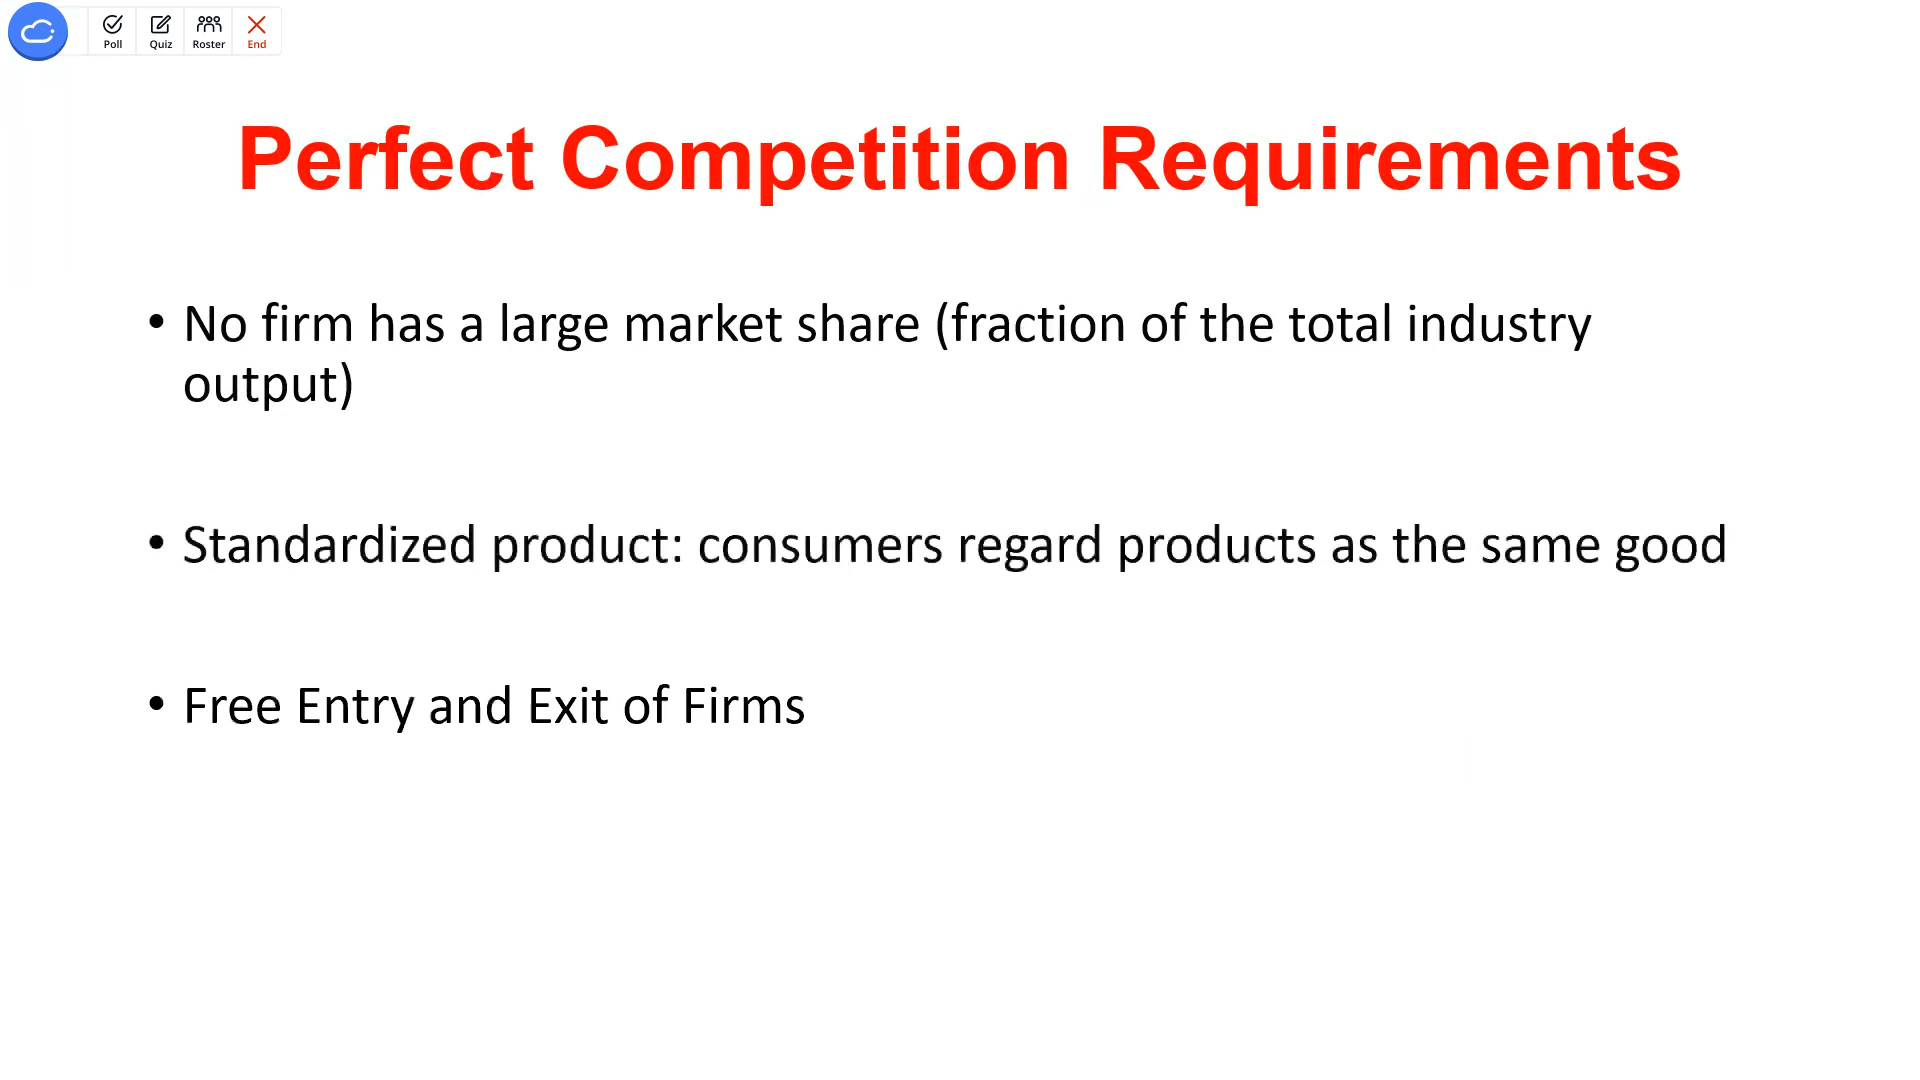 Poll Quiz Roster End
Perfect Competition Requirements
• No firm has a large market share (fraction of the total industry
output)
• Standardized product: consumers regard products as the same good
• Free Entry and Exit of Firms